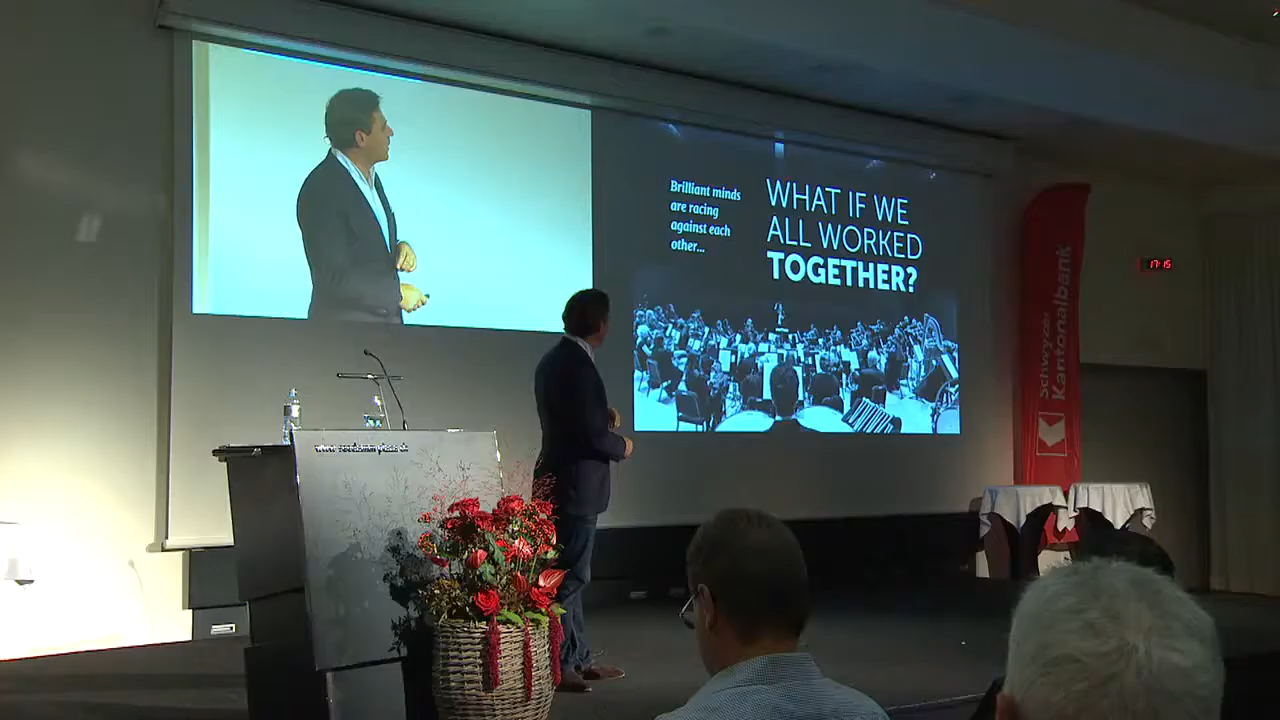 Brilliant minds
are racing
against each
other...
WHAT IF WE
ALL WORKED
TOGETHER?
Schwyzer
Kantonalbank
17:15